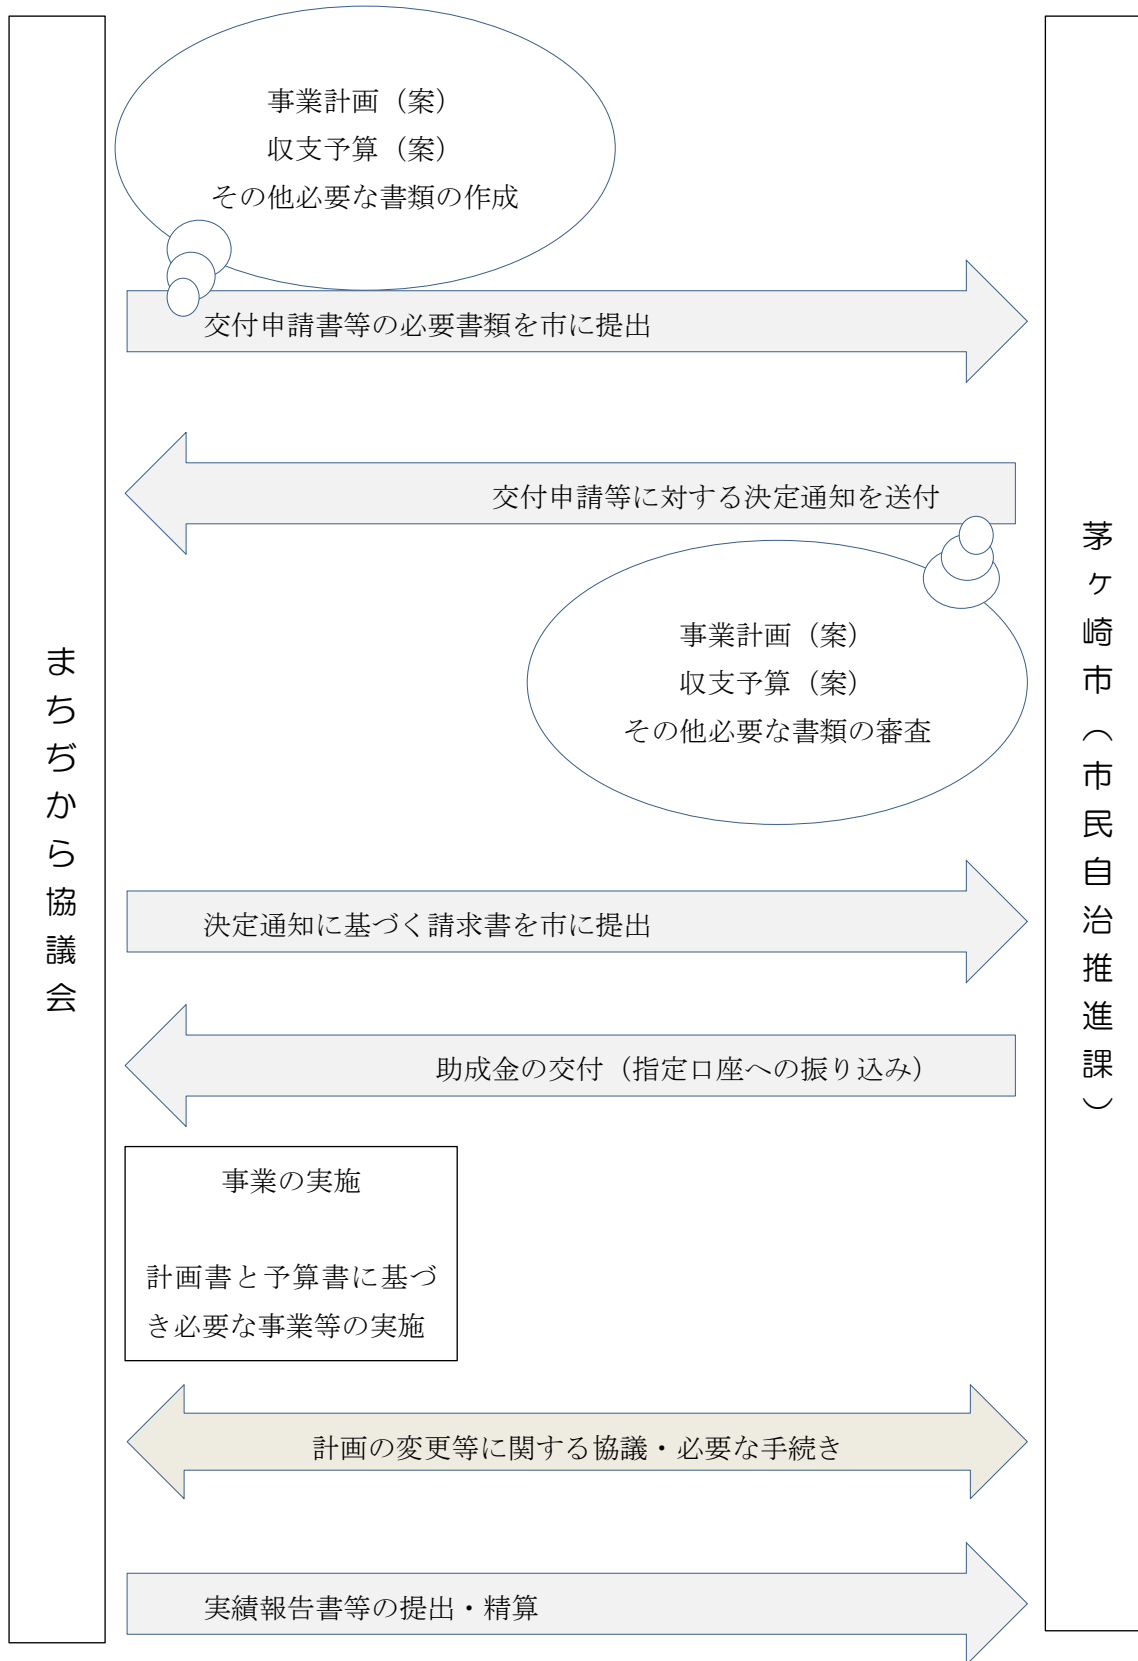 事業計画（案）
収支予算（案）
その他必要な書類の作成
交付申請書等の必要書類を市に提出
交付申請等に対する決定通知を送付
事業計画（案）
収支予算（案）
その他必要な書類の審査
まちぢから協議会
茅ヶ崎市（市民自治推進課）
決定通知に基づく請求書を市に提出
助成金の交付（指定口座への振り込み）
事業の実施
計画書と予算書に基づ
き必要な事業等の実施
計画の変更等に関する協議・必要な手続き
実績報告書等の提出・精算